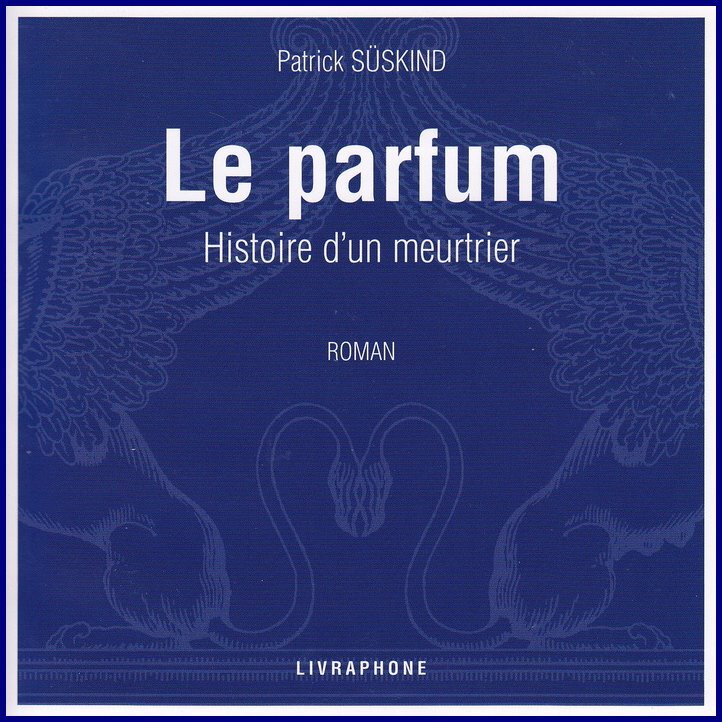 Patrick SÜSKIND
Le parfum
Histoire d'un meurtrier
ROMAN
LIVRAPHONE